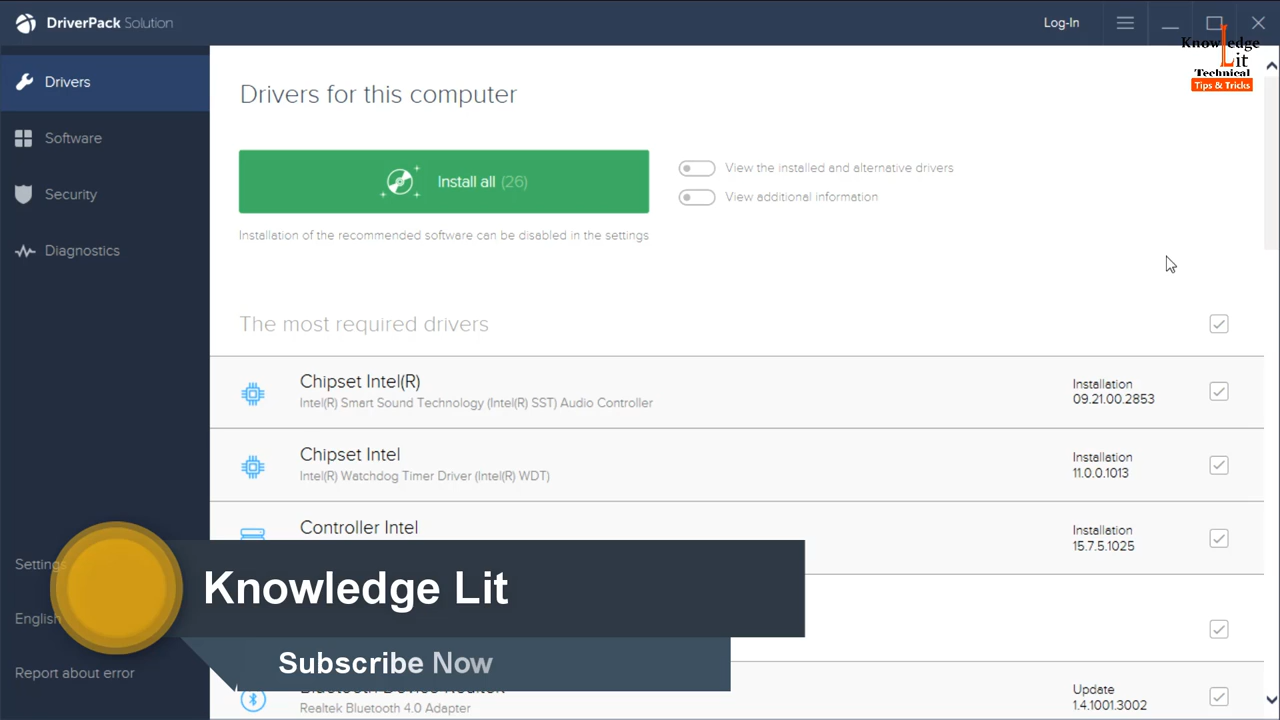 DriverPack Solution
Log-In
Knowledge
Lit
Technical
Tips & Tricks
Drivers
Software
Security
Diagnostics
Settings
English
Report about error
Drivers for this computer
Install all (26)
View the installed and alternative drivers
View additional information
Installation of the recommended software can be disabled in the settings
The most required drivers
Chipset Intel(R)
Intel(R) Smart Sound Technology (Intel(R) SST) Audio Controller
Installation
09.21.00.2853
Chipset Intel
Intel(R) Watchdog Timer Driver (Intel(R) WDT)
Installation
11.0.0.1013
Controller Intel
Installation
15.7.5.1025
Knowledge Lit
Subscribe Now
Bluetooth Device Realtek
Realtek Bluetooth 4.0 Adapter
Update
1.4.1001.3002